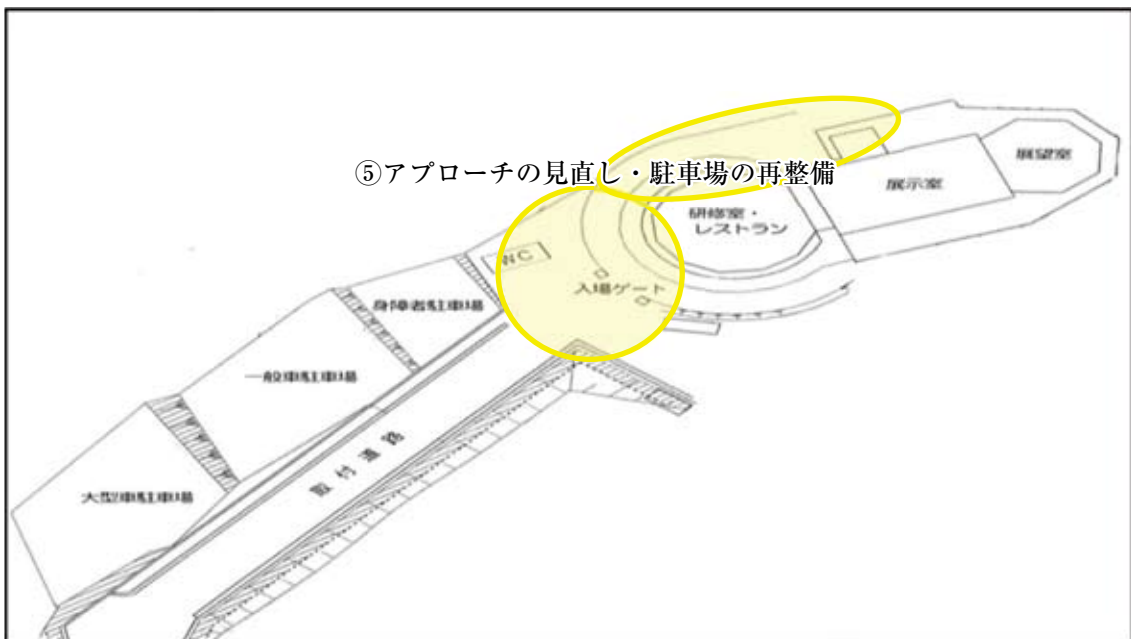 ⑤アプローチの見直し・駐車場の再整備
展望室
展示室
研修室・
レストラン
WC
入場ゲート
身障者駐車場
一般車駐車場
取付道路
大型車駐車場